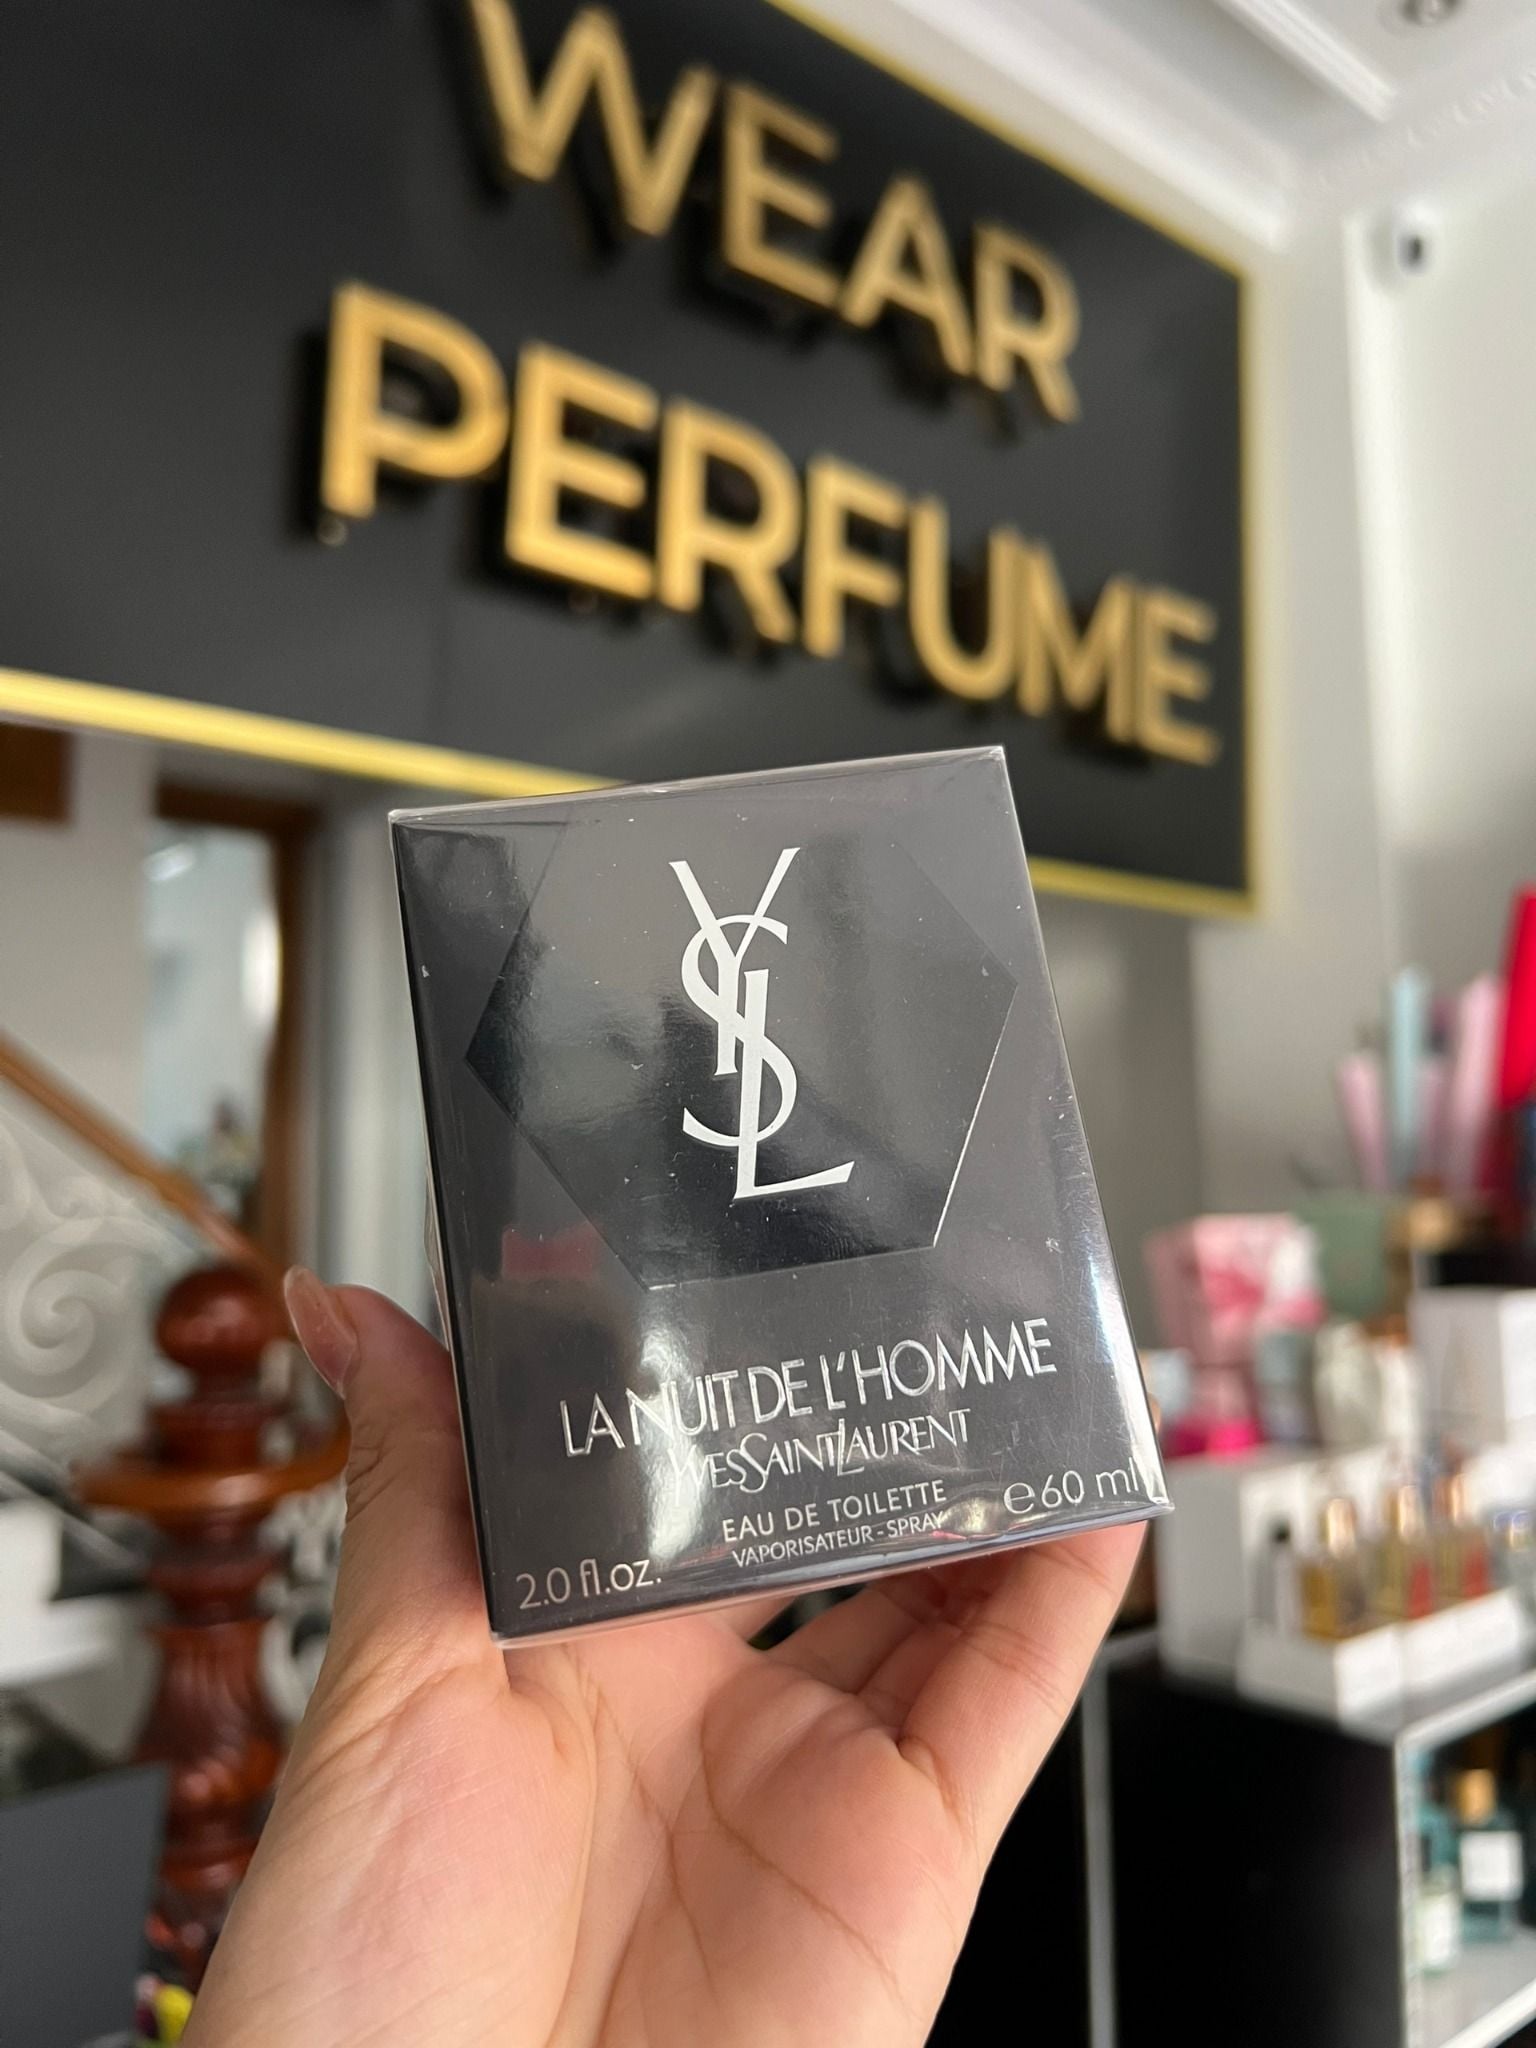 WEAR
PERFUME
YSL
LA NUIT DE L'HOMME
YVESSAINTLAURENT
EAU DE TOILETTE
VAPORISATEUR-SPRAY
℮60 ml
2.0 fl.oz.